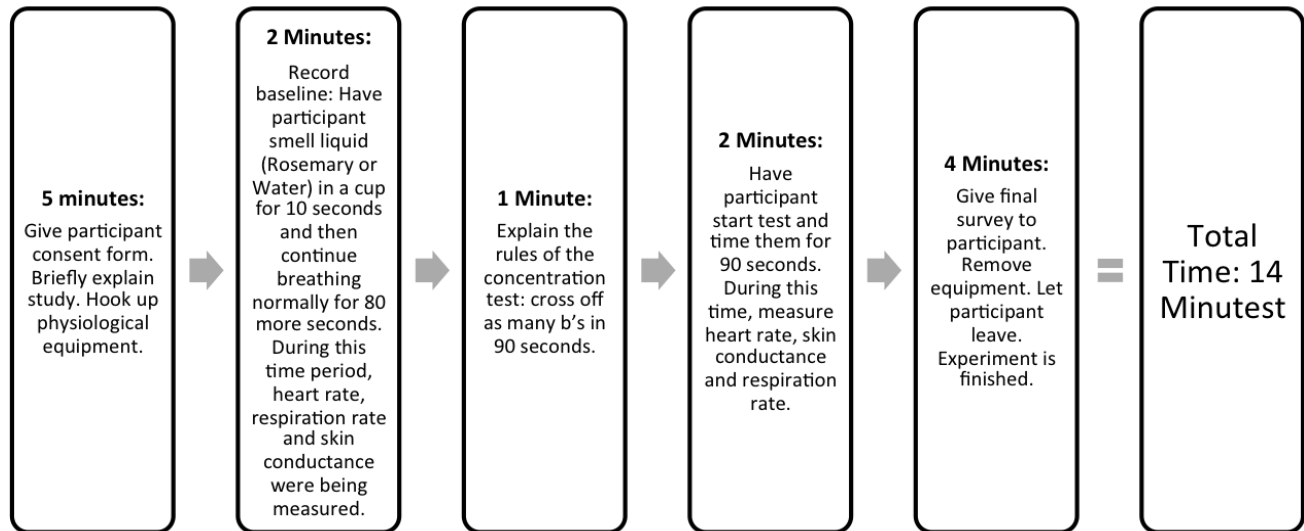 5 minutes:
Give participant
consent form.
Briefly explain
study. Hook up
physiological
equipment.
2 Minutes:
Record
baseline: Have
participant
smell liquid
(Rosemary or
Water) in a cup
for 10 seconds
and then
continue
breathing
normally for 80
more seconds.
During this
time period,
heart rate,
respiration rate
and skin
conductance
were being
measured.
1 Minute:
Explain the
rules of the
concentration
test: cross off
as many b’s in
90 seconds.
2 Minutes:
Have
participant
start test and
time them for
90 seconds.
During this
time, measure
heart rate, skin
conductance
and respiration
rate.
4 Minutes:
Give final
survey to
participant.
Remove
equipment. Let
participant
leave.
Experiment is
finished.
=
Total
Time: 14
Minutest